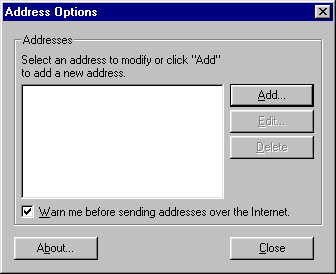 Address Options
Addresses
Select an address to modify or click "Add"
to add a new address.
Add...
Edit...
Delete
Warn me before sending addresses over the Internet.
About...
Close